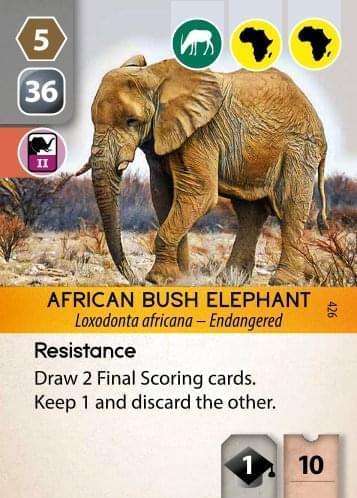 5
36
II
AFRICAN BUSH ELEPHANT
Loxodonta africana – Endangered
426
Resistance
Draw 2 Final Scoring cards.
Keep 1 and discard the other.
1
10